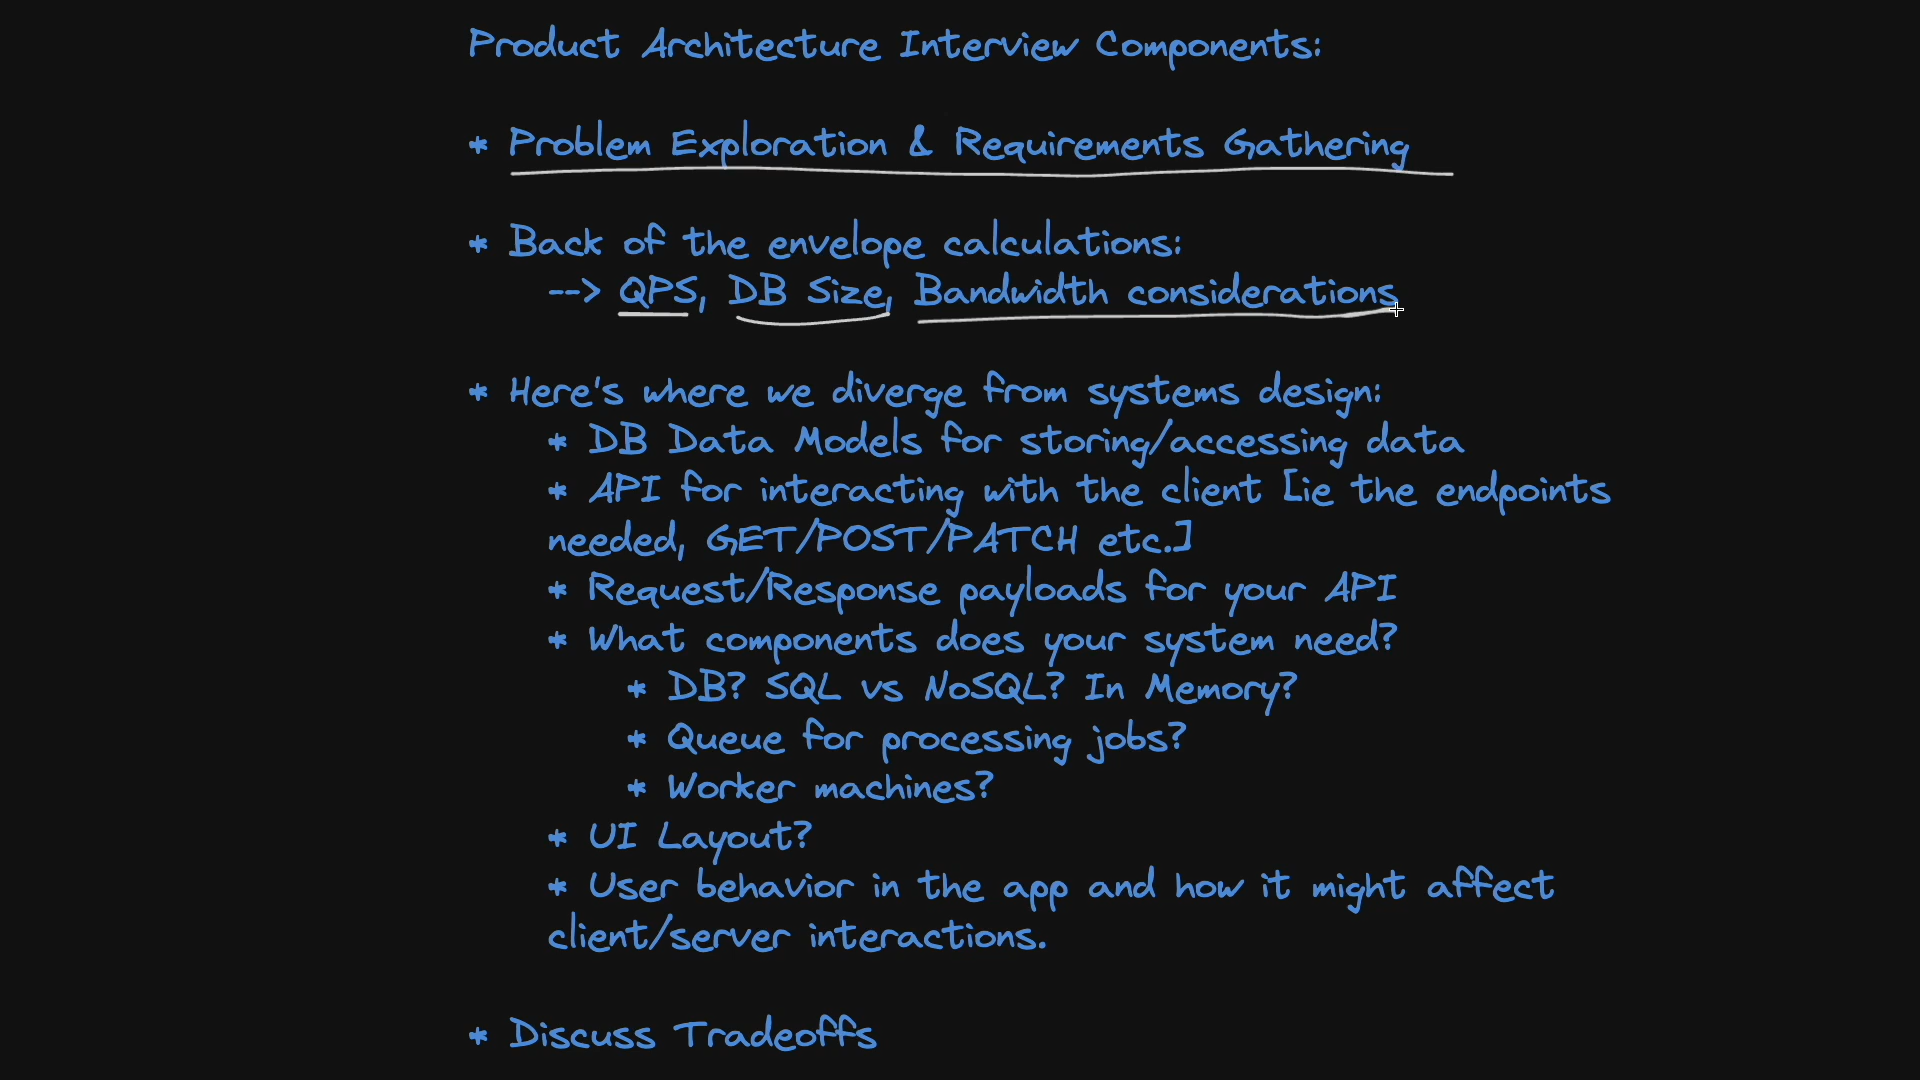 Product Architecture Interview Components:
* Problem Exploration & Requirements Gathering
* Back of the envelope calculations:
--> QPS, DB Size, Bandwidth considerations
* Here's where we diverge from systems design:
* DB Data Models for storing/accessing data
* API for interacting with the client [ie the endpoints
needed, GET/POST/PATCH etc.]
* Request/Response payloads for your API
* What components does your system need?
* DB? SQL vs NoSQL? In Memory?
* Queue for processing jobs?
* Worker machines?
* UI Layout?
* User behavior in the app and how it might affect
client/server interactions.
* Discuss Tradeoffs